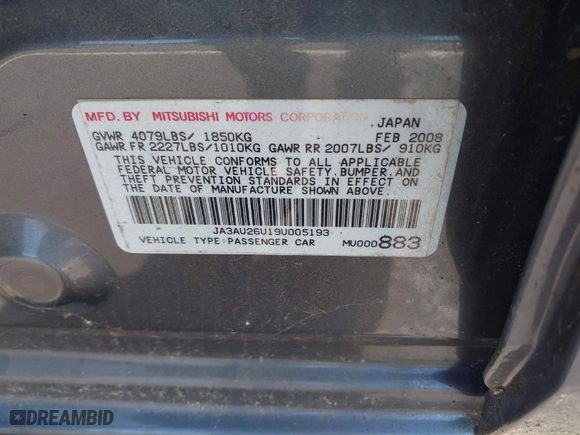 MFD. BY MITSUBISHI MOTORS CORPORATION. JAPAN
GVWR 4079LBS/ 1850KG FEB 2008
GAWR FR 2227LBS/1010KG GAWR RR 2007LBS/ 910KG
THIS VEHICLE CONFORMS TO ALL APPLICABLE
FEDERAL MOTOR VEHICLE SAFETY, BUMPER, AND
THEFT PREVENTION STANDARDS IN EFFECT ON
THE DATE OF MANUFACTURE SHOWN ABOVE.
JA3AU26U19U005193
VEHICLE TYPE:PASSENGER CAR MU000883
DREAMBID